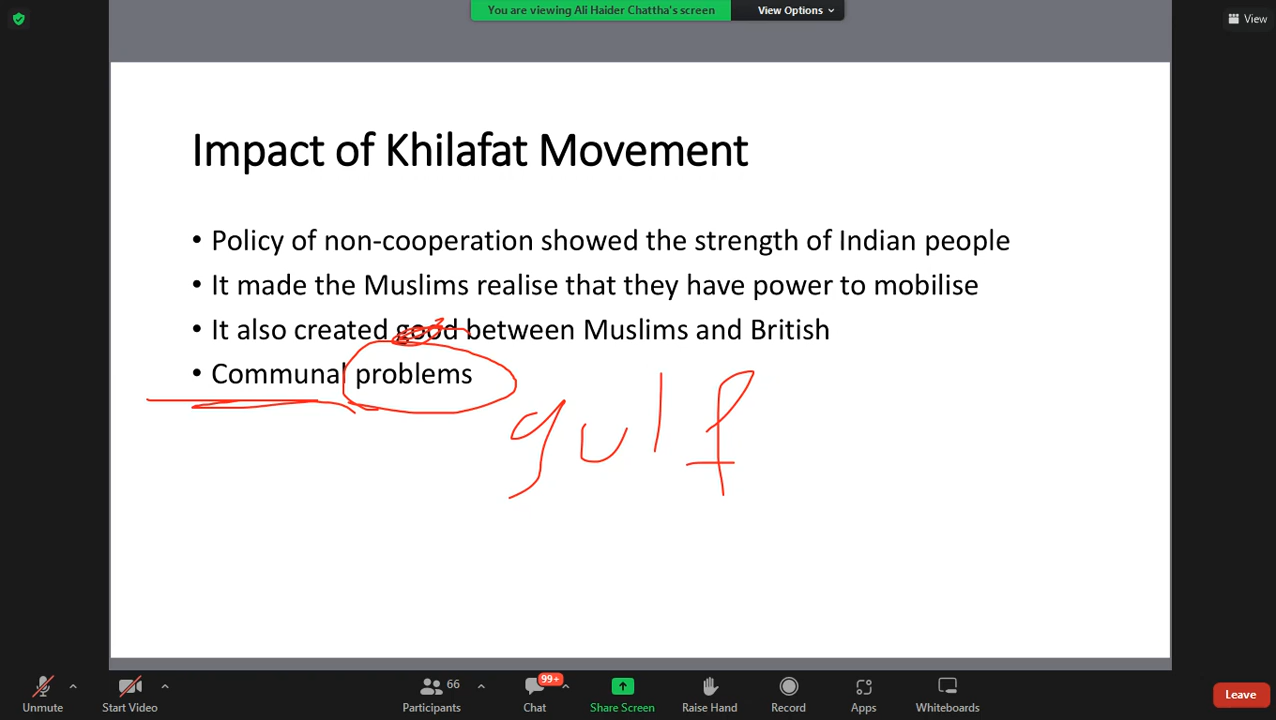 You are viewing Ali Haider Chattha's screen
View Options
View
Impact of Khilafat Movement
• Policy of non-cooperation showed the strength of Indian people
• It made the Muslims realise that they have power to mobilise
• It also created good between Muslims and British
• Communal problems
gulf
Unmute
Start Video
66
Participants
99+
Chat
Share Screen
Raise Hand
Record
Apps
Whiteboards
Leave